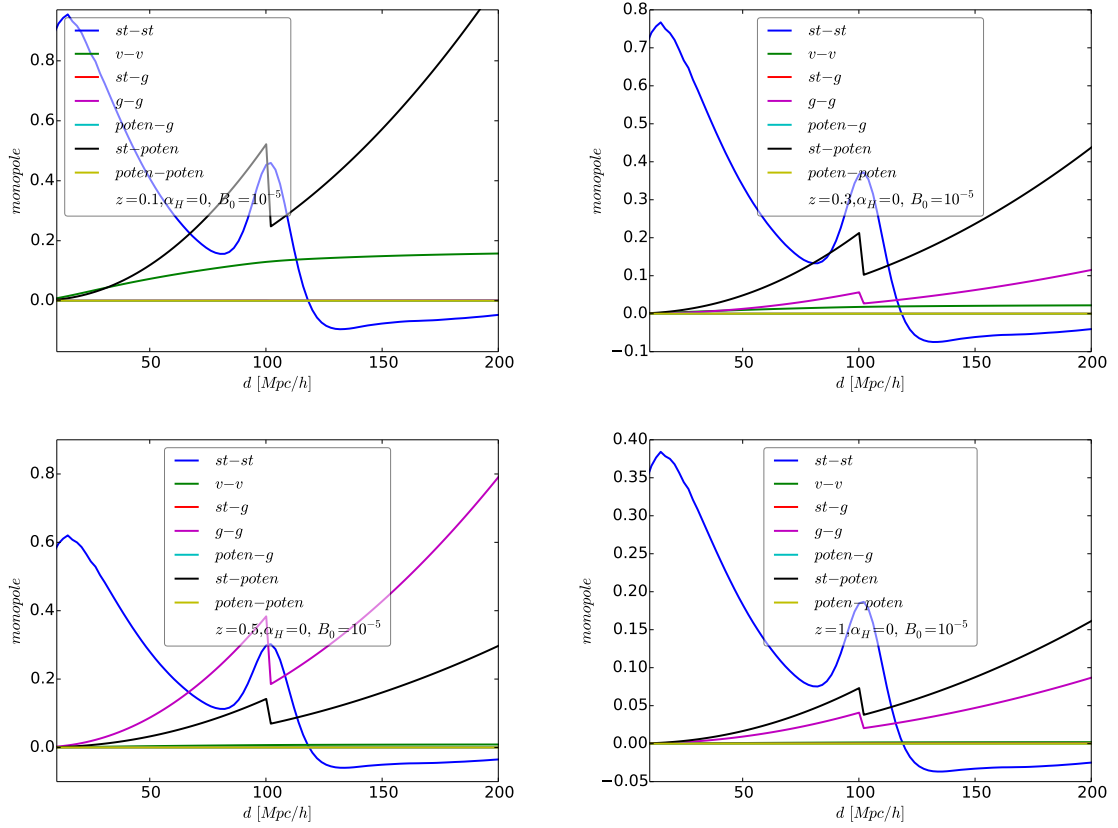 0.8
0.6
0.4
0.2
0.0
monopole
50
100
150
200
d [Mpc/h]
st−st
v−v
st−g
g−g
poten−g
st−poten
poten−poten
z=0.1,α_H=0, B_0=10^{-5}
0.8
0.7
0.6
0.5
0.4
0.3
0.2
0.1
0.0
−0.1
monopole
50
100
150
200
d [Mpc/h]
st−st
v−v
st−g
g−g
poten−g
st−poten
poten−poten
z=0.3,α_H=0, B_0=10^{-5}
0.8
0.6
0.4
0.2
0.0
monopole
50
100
150
200
d [Mpc/h]
st−st
v−v
st−g
g−g
poten−g
st−poten
poten−poten
z=0.5,α_H=0, B_0=10^{-5}
0.40
0.35
0.30
0.25
0.20
0.15
0.10
0.05
0.00
−0.05
monopole
50
100
150
200
d [Mpc/h]
st−st
v−v
st−g
g−g
poten−g
st−poten
poten−poten
z=1,α_H=0, B_0=10^{-5}